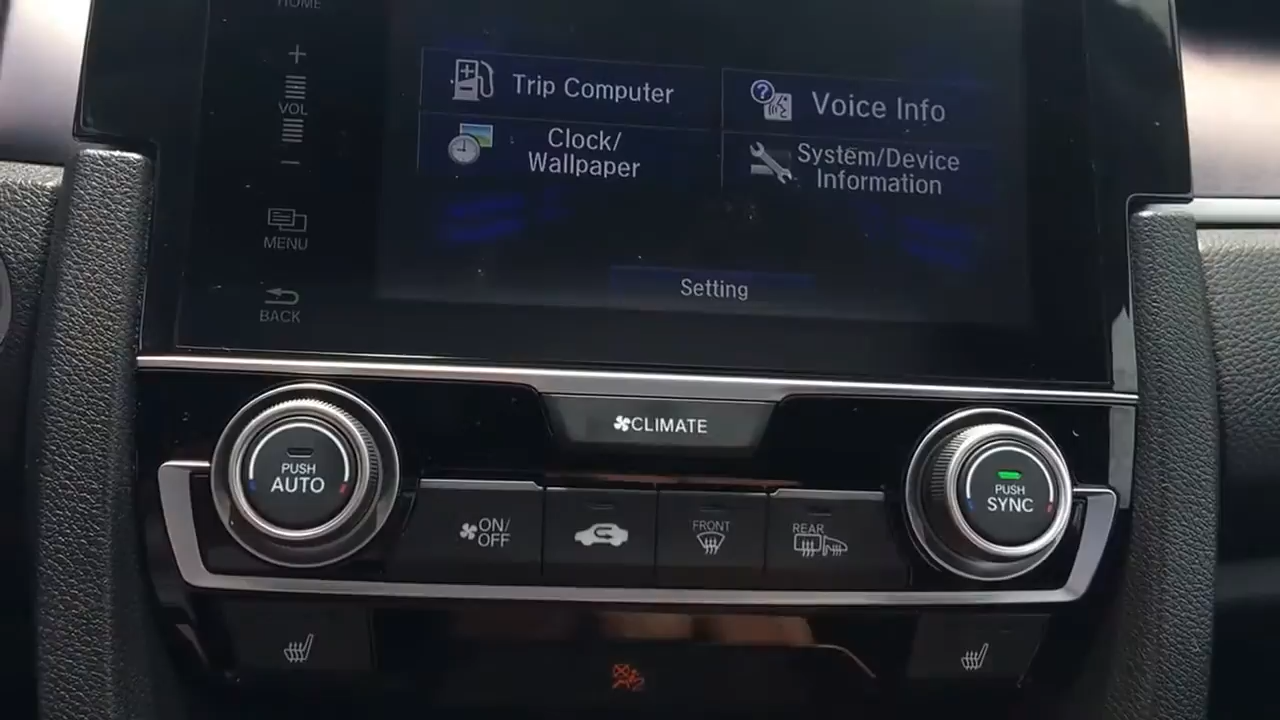 HOME
+
VOL
-
MENU
BACK
Trip Computer
Voice Info
Clock/
Wallpaper
System/Device
Information
Setting
CLIMATE
PUSH
AUTO
ON/
OFF
FRONT
REAR
PUSH
SYNC